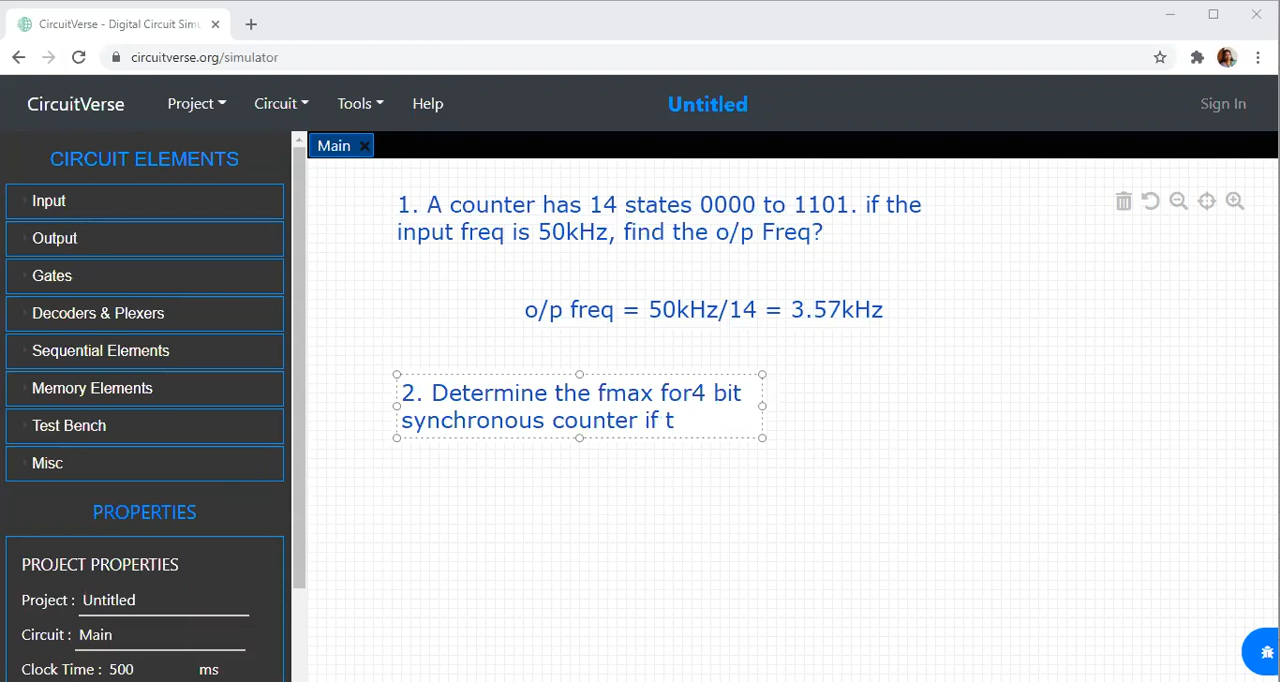 CircuitVerse - Digital Circuit Sim
circuitverse.org/simulator
CircuitVerse
Project
Circuit
Tools
Help
Untitled
Sign In
Main
CIRCUIT ELEMENTS
Input
Output
Gates
Decoders & Plexers
Sequential Elements
Memory Elements
Test Bench
Misc
PROPERTIES
PROJECT PROPERTIES
Project : Untitled
Circuit : Main
Clock Time : 500 ms
1. A counter has 14 states 0000 to 1101. if the
input freq is 50kHz, find the o/p Freq?
o/p freq = 50kHz/14 = 3.57kHz
2. Determine the fmax for4 bit
synchronous counter if t